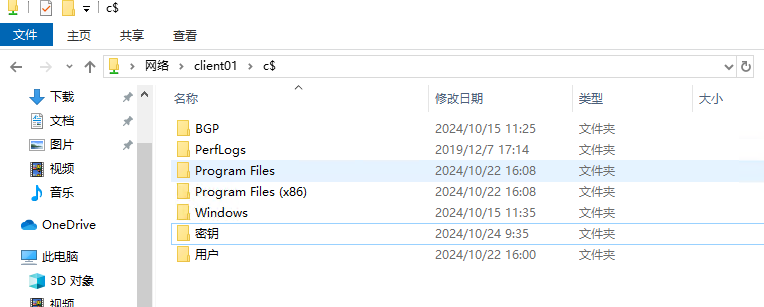 c$
文件 主页 共享 查看
网络 client01 c$
下载
文档
图片
视频
音乐
OneDrive
此电脑
3D 对象
视频
名称 修改日期 类型 大小
BGP 2024/10/15 11:25 文件夹
PerfLogs 2019/12/7 17:14 文件夹
Program Files 2024/10/22 16:08 文件夹
Program Files (x86) 2024/10/22 16:08 文件夹
Windows 2024/10/15 11:35 文件夹
密钥 2024/10/24 9:35 文件夹
用户 2024/10/22 16:00 文件夹